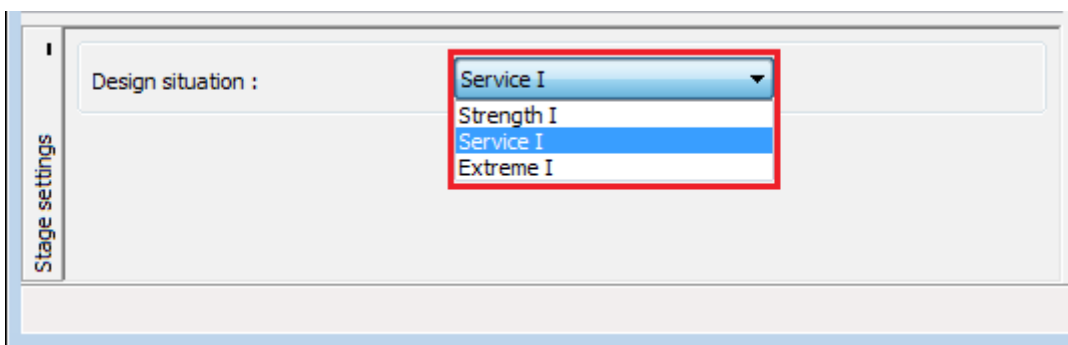 Design situation :
Service I
Strength I
Service I
Extreme I
Stage settings